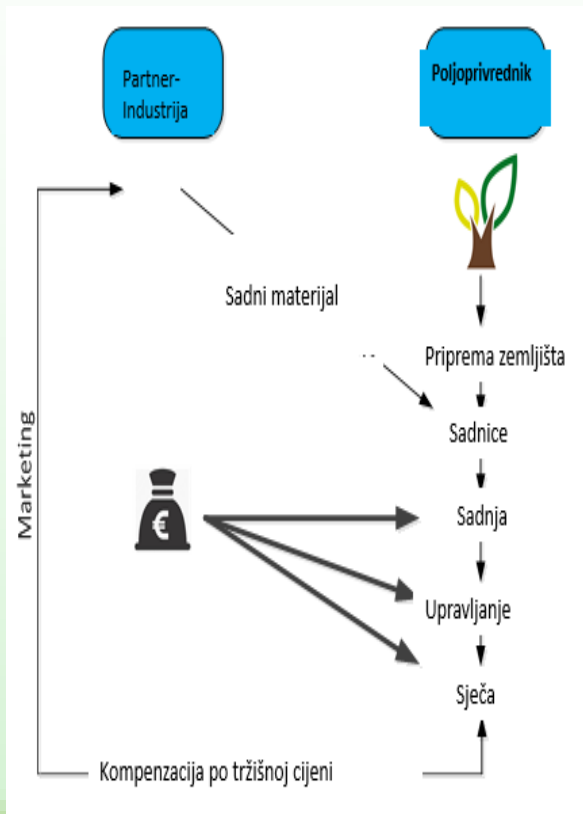 Partner-
Industrija
Poljoprivrednik
Sadni materijal
Priprema zemljišta
Sadnice
Marketing
€
Sadnja
Upravljanje
Sječa
Kompenzacija po tržišnoj cijeni